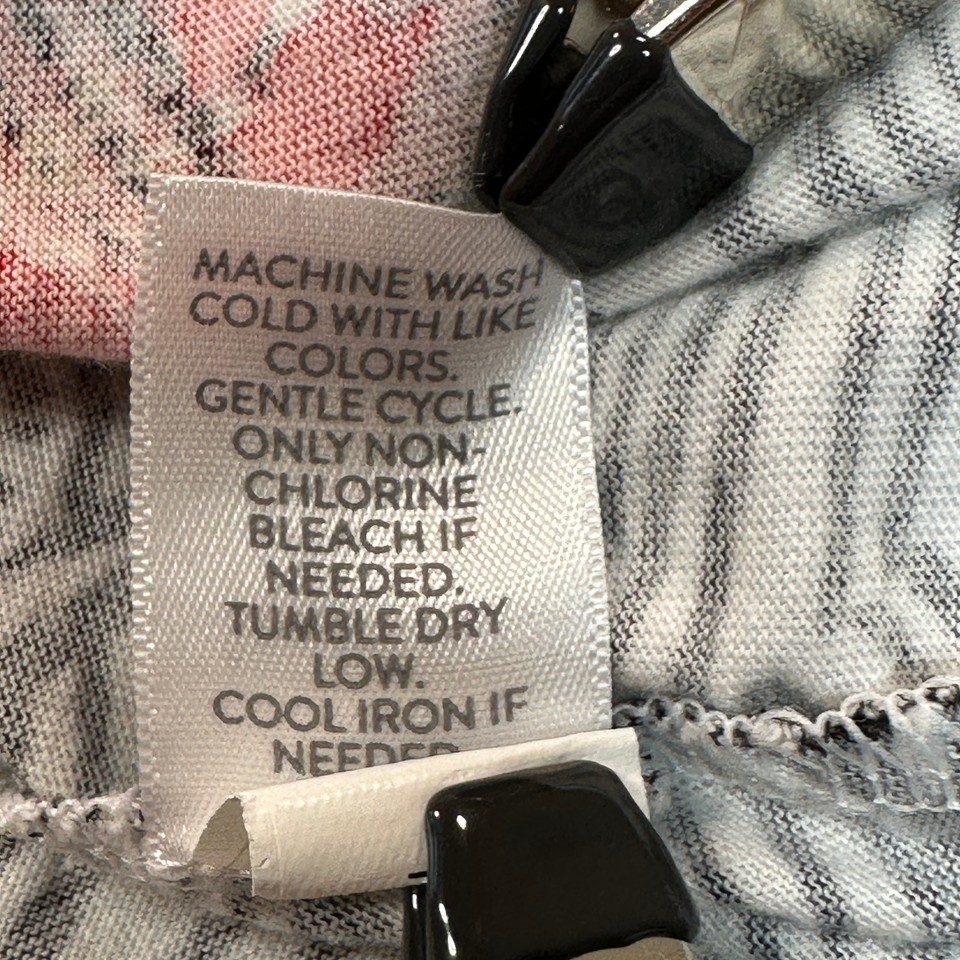 MACHINE WASH
COLD WITH LIKE
COLORS.
GENTLE CYCLE.
ONLY NON-
CHLORINE
BLEACH IF
NEEDED.
TUMBLE DRY
LOW.
COOL IRON IF
NEEDED